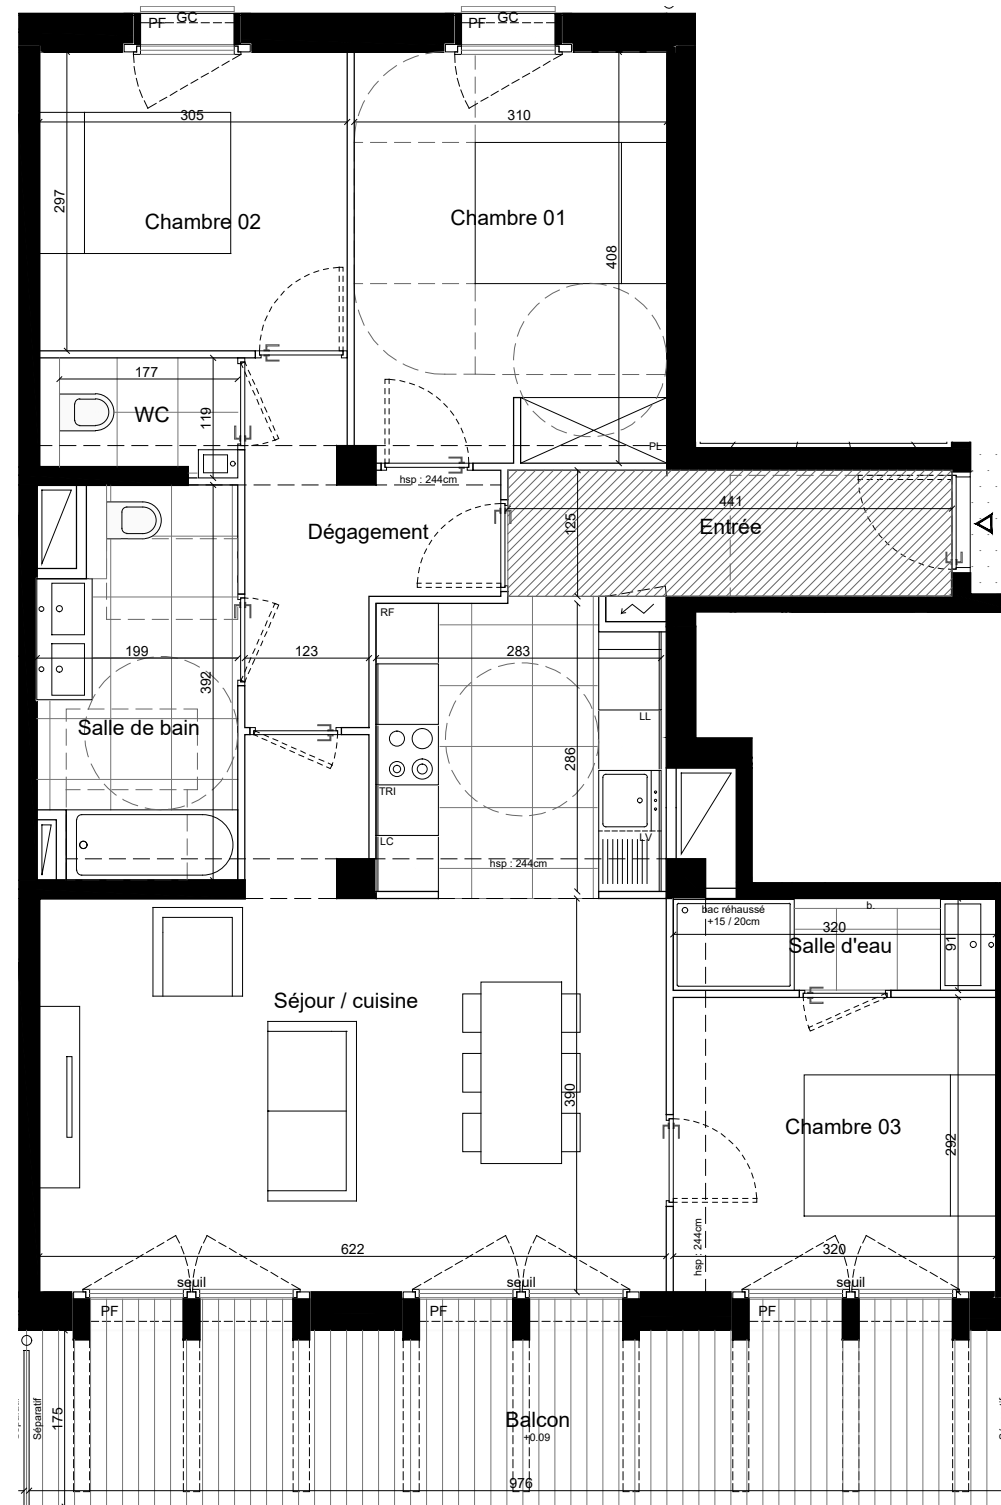 PF
GC
PF
GC
305
310
297
Chambre 02
Chambre 01
408
177
WC
119
PL
hsp : 244cm
441
Dégagement
125
Entrée
RF
199
123
283
392
LL
Salle de bain
286
TRI
LC
LV
hsp : 244cm
bac réhaussé
+15 / 20cm
b.
320
91
Salle d'eau
Séjour / cuisine
390
Chambre 03
292
hsp : 244cm
622
320
seuil
seuil
seuil
PF
PF
PF
Séparatif
175
Balcon
+0.09
976